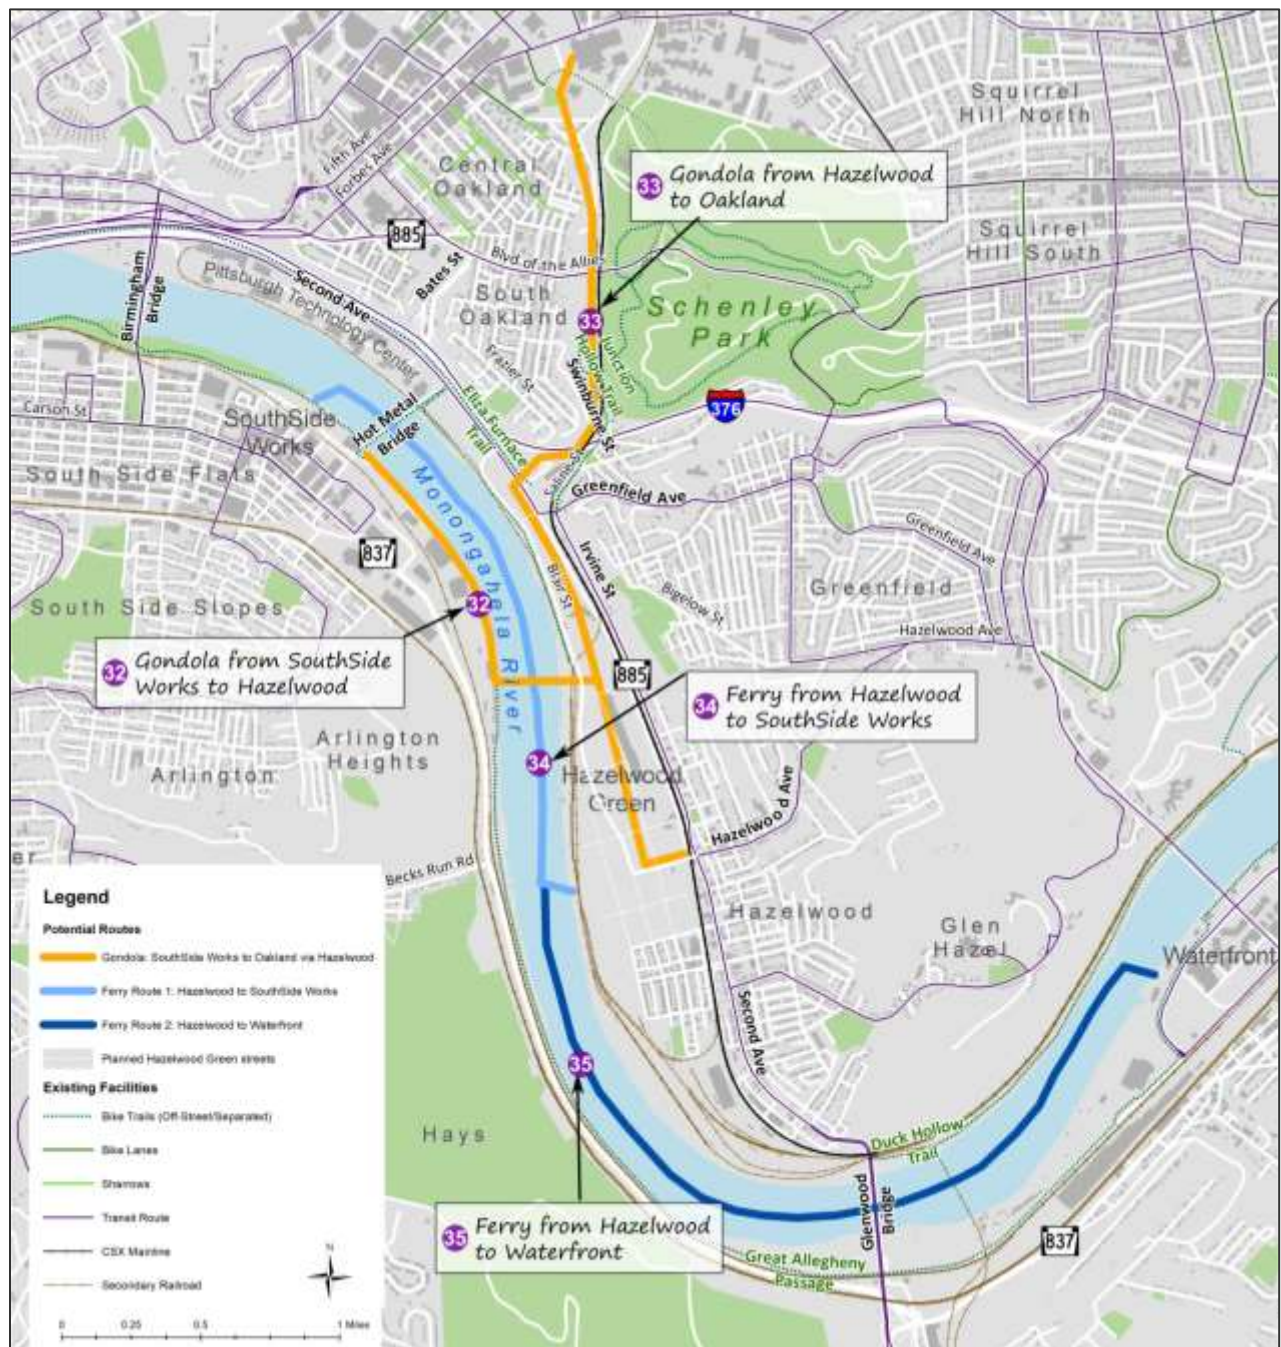 Squirrel
Hill North
Fifth Ave
Forbes Ave
Central
Oakland
33 Gondola from Hazelwood
to Oakland
885
Squirrel
Hill South
Birmingham
Bridge
Pittsburgh Technology Center
Second Ave
Bates St
Blvd of the Allies
South
Oakland
33
Schenley
Park
Junction
Hollow Trail
Swinburne St
Frazier St
376
Carson St
SouthSide
Works
Hot Metal
Bridge
Eliza Furnace
Trail
South Side Flats
Saline
Greenfield Ave
Monongahela River
837
Greenfield Ave
Irvine St
Blair St
Bigelow St
Greenfield
South Side Slopes
32
Hazelwood Ave
32 Gondola from SouthSide
Works to Hazelwood
885
34 Ferry from Hazelwood
to SouthSide Works
Arlington
Heights
Arlington
34
Hazelwood
Green
Hazelwood Ave
er
Becks Run Rd
Hazelwood
Glen
Hazel
Waterfront
Second Ave
35
Hays
Duck Hollow
Trail
Glenwood
Bridge
35 Ferry from Hazelwood
to Waterfront
837
Great Allegheny
Passage
Legend
Potential Routes
Gondola: SouthSide Works to Oakland via Hazelwood
Ferry Route 1: Hazelwood to SouthSide Works
Ferry Route 2: Hazelwood to Waterfront
Planned Hazelwood Green streets
Existing Facilities
Bike Trails (Off-Street/Separated)
Bike Lanes
Sharrows
Transit Route
CSX Mainline
Secondary Railroad
N
0 0.25 0.5 1 Miles